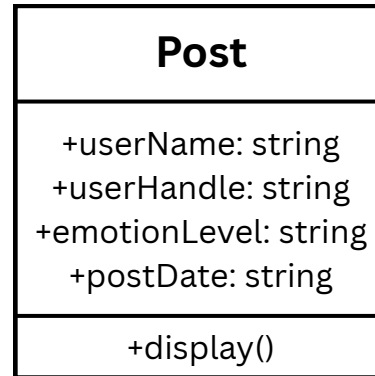 Post
+userName: string
+userHandle: string
+emotionLevel: string
+postDate: string
+display()